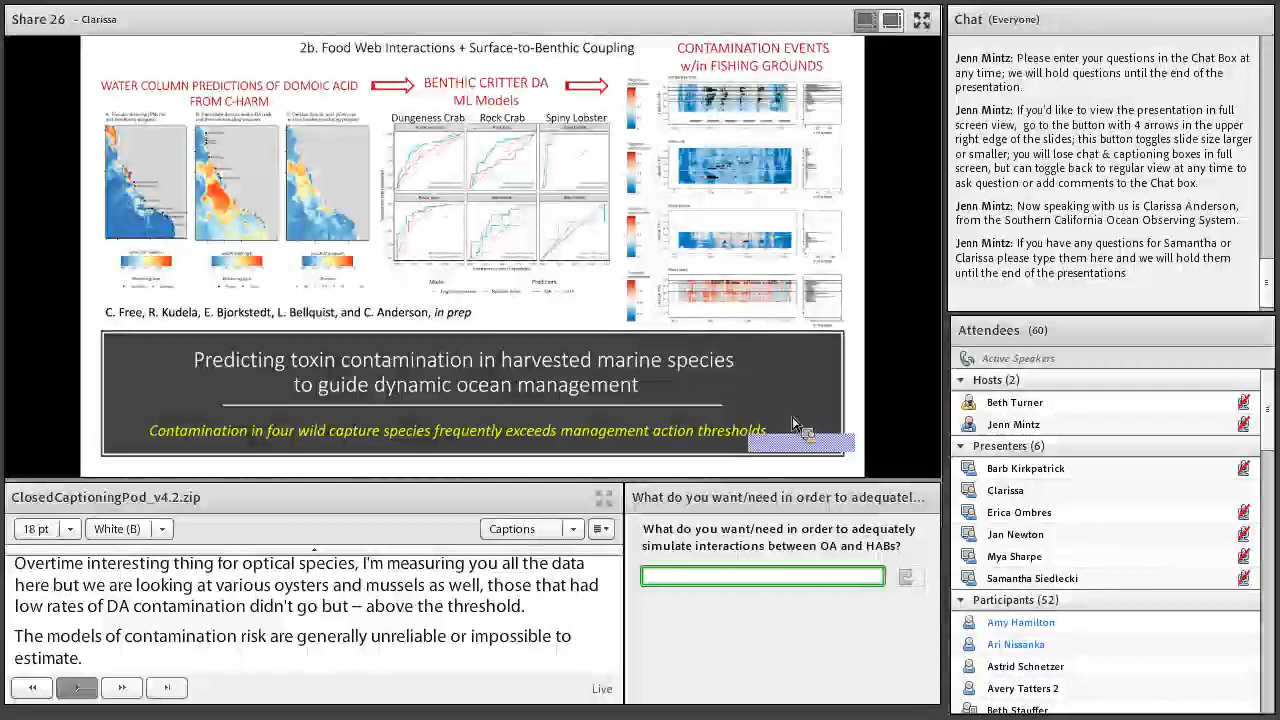 Share 26 - Clarissa
2b. Food Web Interactions + Surface-to-Benthic Coupling
WATER COLUMN PREDICTIONS OF DOMOIC ACID
FROM C-HARM
BENTHIC CRITTER DA
ML Models
CONTAMINATION EVENTS
w/in FISHING GROUNDS
Dungeness Crab
Rock Crab
Spiny Lobster
C. Free, R. Kudela, E. Bjorkstedt, L. Bellquist, and C. Anderson, in prep
Predicting toxin contamination in harvested marine species
to guide dynamic ocean management
Contamination in four wild capture species frequently exceeds management action thresholds
ClosedCaptioningPod_v4.2.zip
18 pt
White (B)
Captions
Overtime interesting thing for optical species, I'm measuring you all the data
here but we are looking at various oysters and mussels as well, those that had
low rates of DA contamination didn't go but -- above the threshold.
The models of contamination risk are generally unreliable or impossible to
estimate.
Live
What do you want/need in order to adequatel...
What do you want/need in order to adequately
simulate interactions between OA and HABs?
Chat (Everyone)
Jenn Mintz: Please enter your questions in the Chat Box at
any time; we will hold them until the end of the
presentation.
Jenn Mintz: If you'd like to view the presentation in full
screen view, go to the button with 4 arrows in the upper
right edge of the slides. This button toggles slide size larger
or smaller; you will lose chat & captioning boxes in full
screen, but can toggle back to regular view at any time to
ask question or add comments to the Chat box.
Jenn Mintz: Now speaking with us is Clarissa Anderson,
from the Southern California Ocean Observing System.
Jenn Mintz: If you have any questions for Samantha or
Clarissa please type them here and we will hold them
until the end of the presentations
Attendees (60)
Active Speakers
Hosts (2)
Beth Turner
Jenn Mintz
Presenters (6)
Barb Kirkpatrick
Clarissa
Erica Ombres
Jan Newton
Mya Sharpe
Samantha Siedlecki
Participants (52)
Amy Hamilton
Ari Nissanka
Astrid Schnetzer
Avery Tatters 2
Beth Stauffer